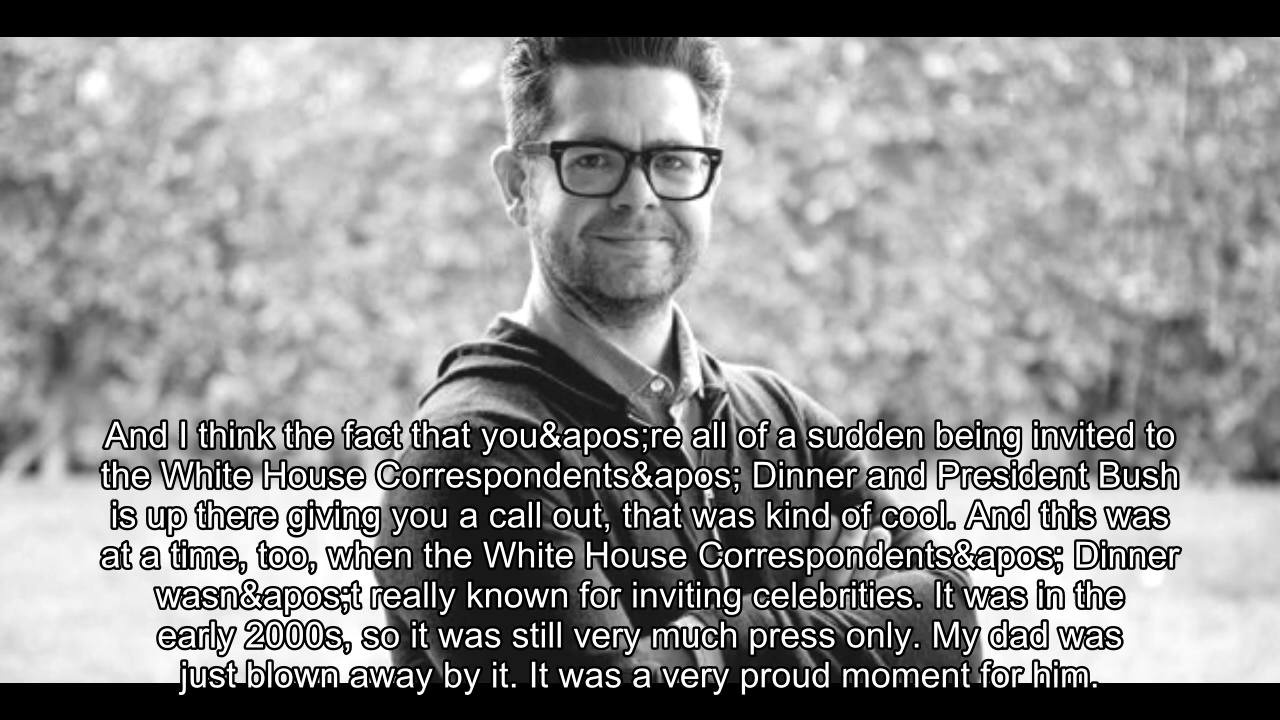 And I think the fact that you&apos;re all of a sudden being invited to
the White House Correspondents&apos; Dinner and President Bush
is up there giving you a call out, that was kind of cool. And this was
at a time, too, when the White House Correspondents&apos; Dinner
wasn&apos;t really known for inviting celebrities. It was in the
early 2000s, so it was still very much press only. My dad was
just blown away by it. It was a very proud moment for him.